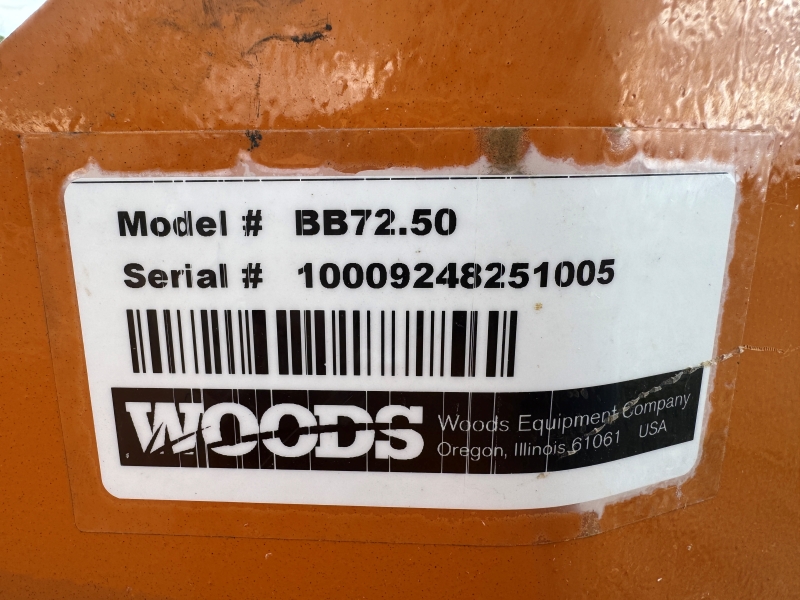 Model # BB72.50
Serial # 10009248251005
WOODS
Woods Equipment Company
Oregon, Illinois 61061 USA